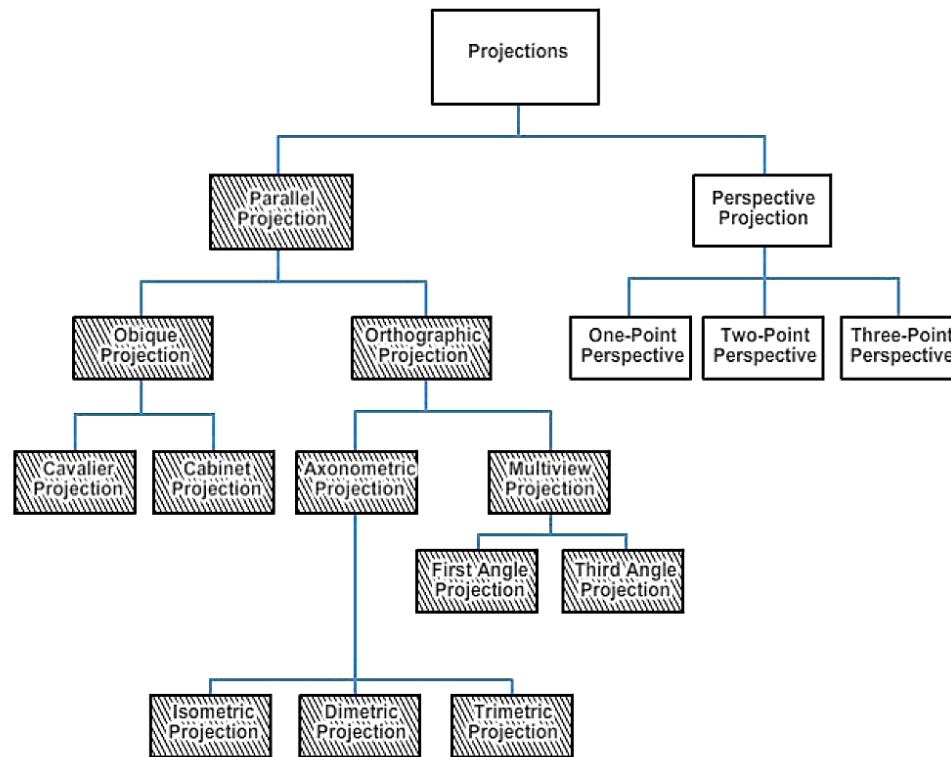 Projections
Parallel
Projection
Perspective
Projection
Obique
Projection
Orthographic
Projection
One-Point
Perspective
Two-Point
Perspective
Three-Point
Perspective
Cavalier
Projection
Cabinet
Projection
Axonometric
Projection
Multiview
Projection
First Angle
Projection
Third Angle
Projection
Isometric
Projection
Dimetric
Projection
Trimetric
Projection